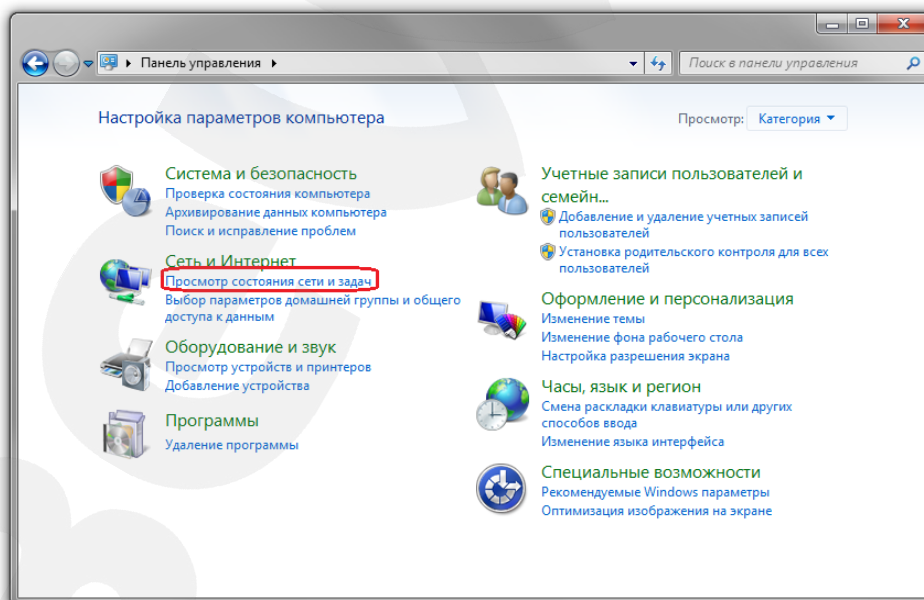 Панель управления
Поиск в панели управления
Настройка параметров компьютера
Просмотр: Категория
Система и безопасность
Проверка состояния компьютера
Архивирование данных компьютера
Поиск и исправление проблем
Сеть и Интернет
Просмотр состояния сети и задач
Выбор параметров домашней группы и общего
доступа к данным
Оборудование и звук
Просмотр устройств и принтеров
Добавление устройства
Программы
Удаление программы
Учетные записи пользователей и
семейн...
Добавление и удаление учетных записей
пользователей
Установка родительского контроля для всех
пользователей
Оформление и персонализация
Изменение темы
Изменение фона рабочего стола
Настройка разрешения экрана
Часы, язык и регион
Смена раскладки клавиатуры или других
способов ввода
Изменение языка интерфейса
Специальные возможности
Рекомендуемые Windows параметры
Оптимизация изображения на экране